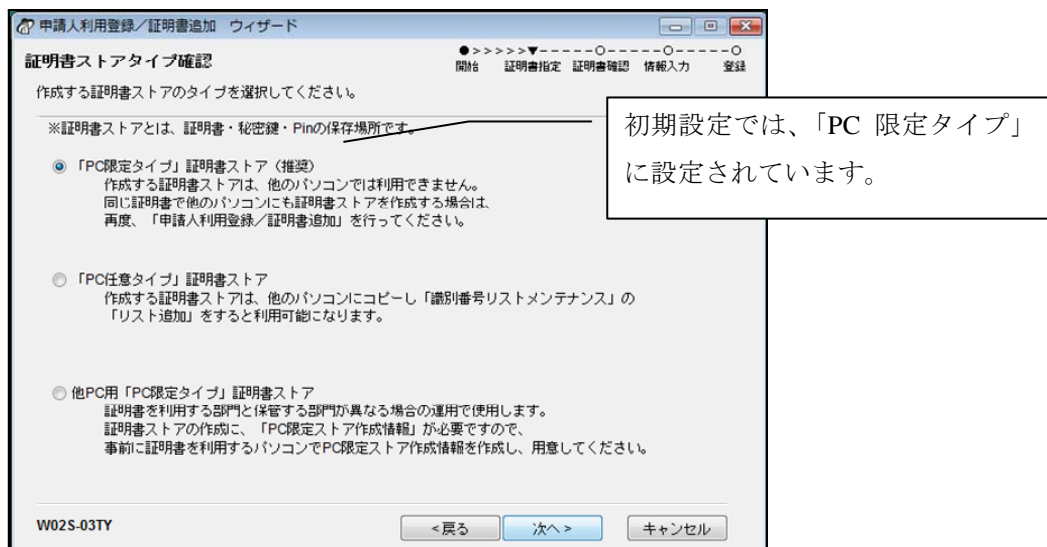 申請人利用登録／証明書追加　ウィザード
証明書ストアタイプ確認
●>>>>>▼-----○-----○-----○
開始　証明書指定　証明書確認　情報入力　登録
作成する証明書ストアのタイプを選択してください。
※証明書ストアとは、証明書・秘密鍵・Pinの保存場所です。
初期設定では、「PC 限定タイプ」
に設定されています。
「PC限定タイプ」証明書ストア（推奨）
作成する証明書ストアは、他のパソコンでは利用できません。
同じ証明書で他のパソコンにも証明書ストアを作成する場合は、
再度、「申請人利用登録／証明書追加」を行ってください。
「PC任意タイプ」証明書ストア
作成する証明書ストアは、他のパソコンにコピーし「識別番号リストメンテナンス」の
「リスト追加」をすると利用可能になります。
他PC用「PC限定タイプ」証明書ストア
証明書を利用する部門と保管する部門が異なる場合の運用で使用します。
証明書ストアの作成に、「PC限定ストア作成情報」が必要ですので、
事前に証明書を利用するパソコンでPC限定ストア作成情報を作成し、用意してください。
W02S-03TY
<戻る　次へ>　キャンセル